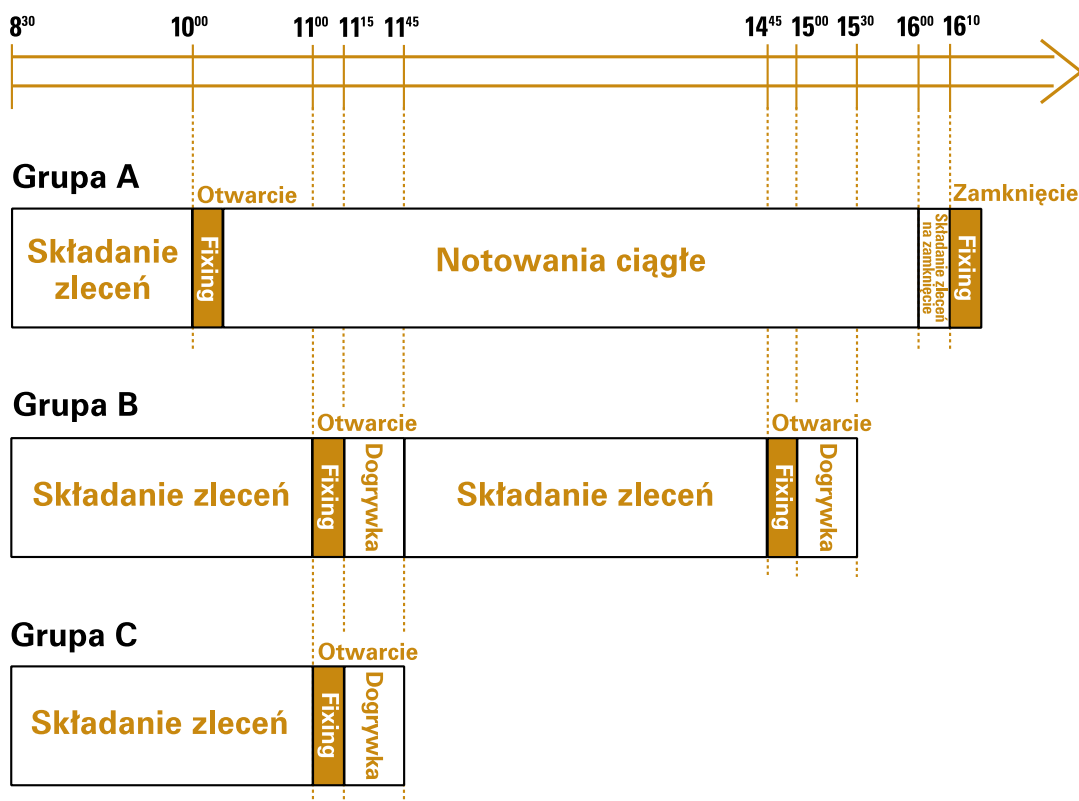 8³⁰ 10⁰⁰ 11⁰⁰ 11¹⁵ 11⁴⁵ 14⁴⁵ 15⁰⁰ 15³⁰ 16⁰⁰ 16¹⁰
Grupa A
Otwarcie
Zamknięcie
Składanie
zleceń
Fixing
Notowania ciągłe
Składanie zleceń
na zamknięcie
Fixing
Grupa B
Otwarcie
Otwarcie
Składanie zleceń
Fixing
Dogrywka
Składanie zleceń
Fixing
Dogrywka
Grupa C
Otwarcie
Składanie zleceń
Fixing
Dogrywka